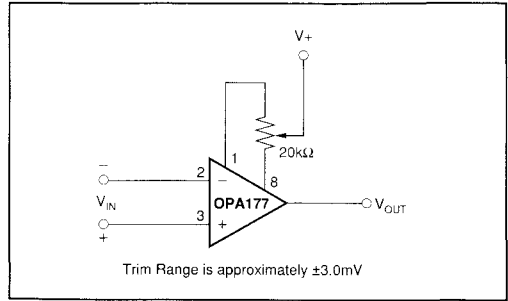 V+
1
20kΩ
−
2
−
8
V_IN
OPA177
V_OUT
3
+
+
Trim Range is approximately ±3.0mV